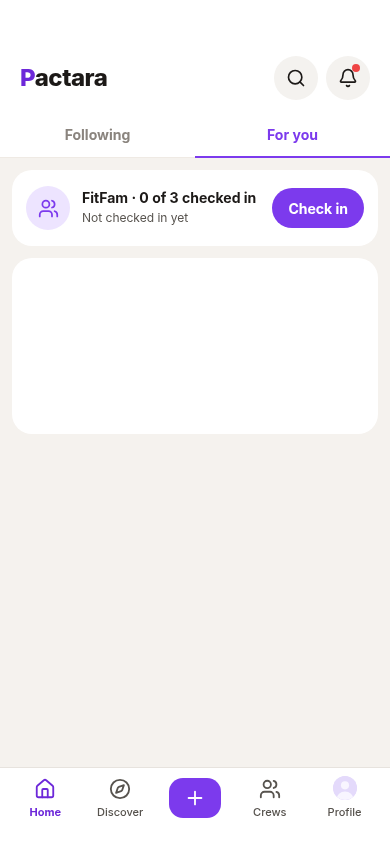 Pactara
Following
For you
FitFam · 0 of 3 checked in
Not checked in yet
Check in
Home
Discover
Crews
Profile